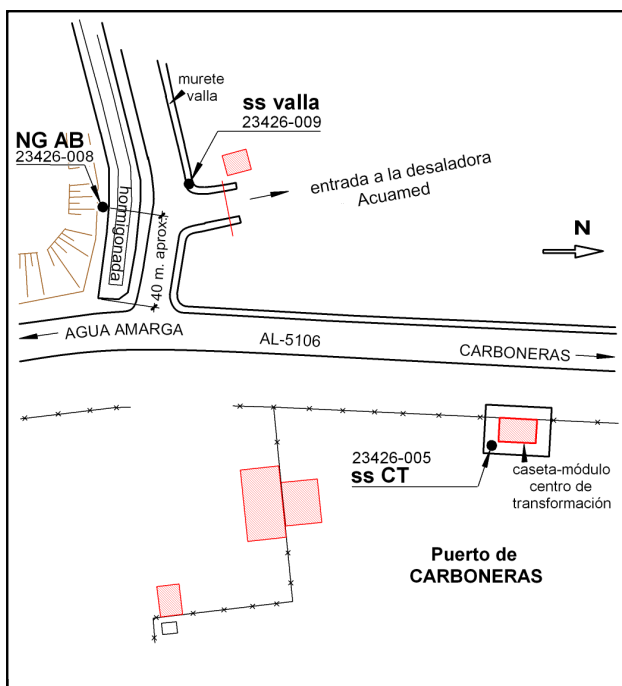 murete
valla
ss valla
23426-009
NG AB
23426-008
entrada a la desaladora
Acuamed
hormigonada
40 m. aprox.
N
AGUA AMARGA
AL-5106
CARBONERAS
23426-005
ss CT
caseta-módulo
centro de
transformación
Puerto de
CARBONERAS